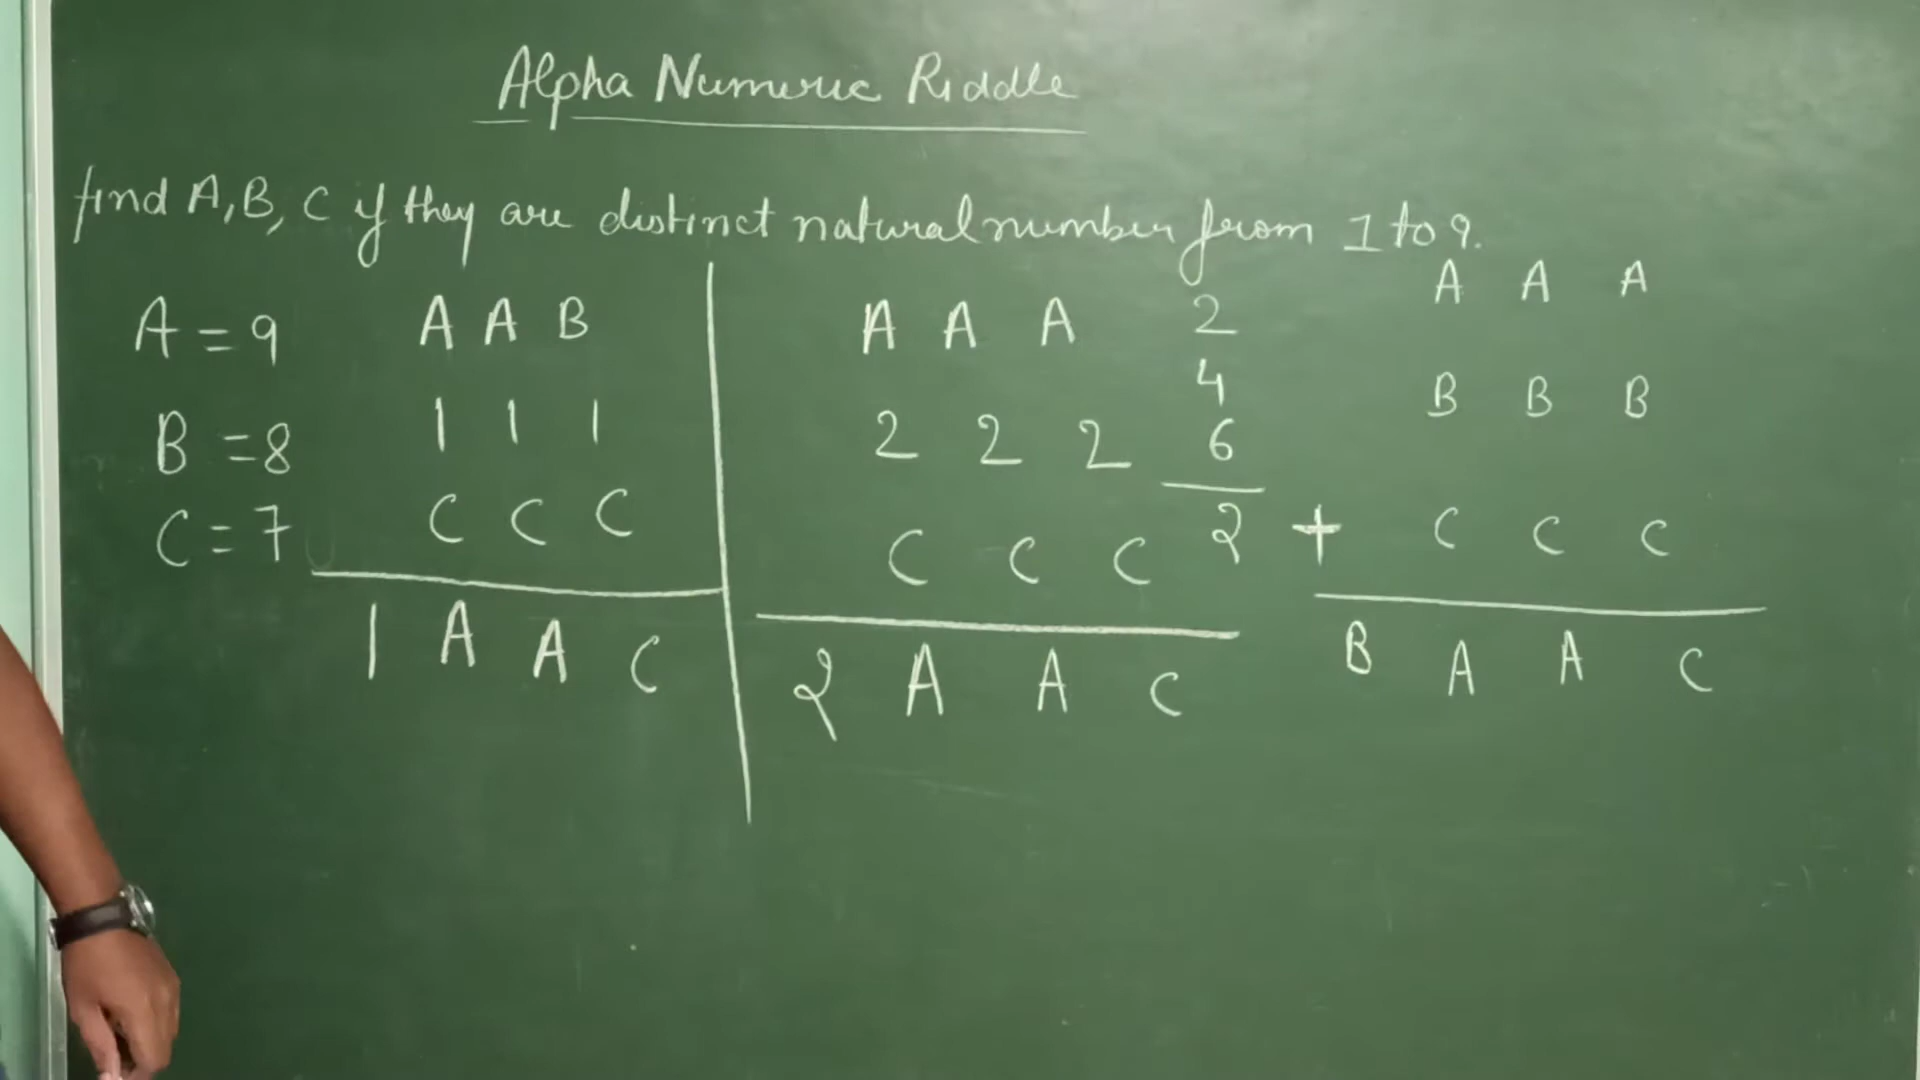 Alpha Numeric Riddle
find A, B, C if they are distinct natural number from 1 to 9.
A = 9
B = 8
C = 7
A A B
1 1 1
C C C
1 A A C
A A A
2 2 2
C C C
2 A A C
2
4
6
2
A A A
B B B
+ C C C
B A A C